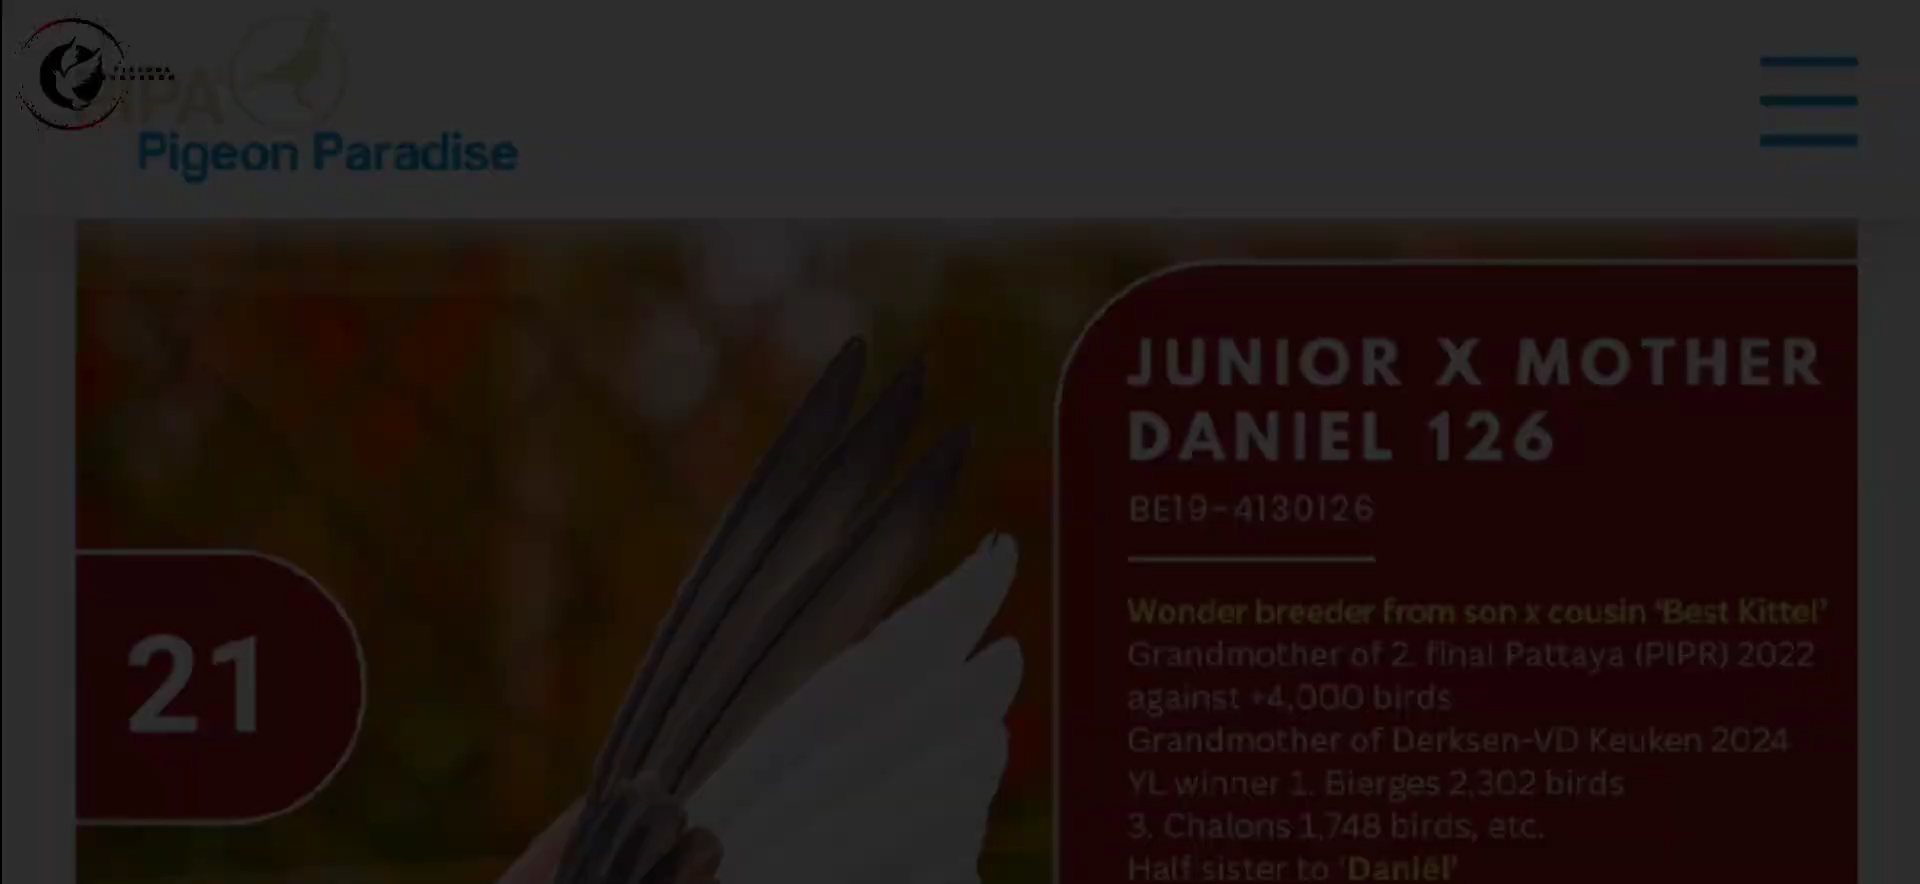 PIPA
Pigeon Paradise
JUNIOR X MOTHER
DANIEL 126
BE19-4130126
Wonder breeder from son x cousin 'Best Kittel'
Grandmother of 2. final Pattaya (PIPR) 2022
against +4,000 birds
Grandmother of Derksen-VD Keuken 2024
YL winner 1. Bierges 2,302 birds
3. Chalons 1,748 birds, etc.
Half sister to 'Daniël'
21